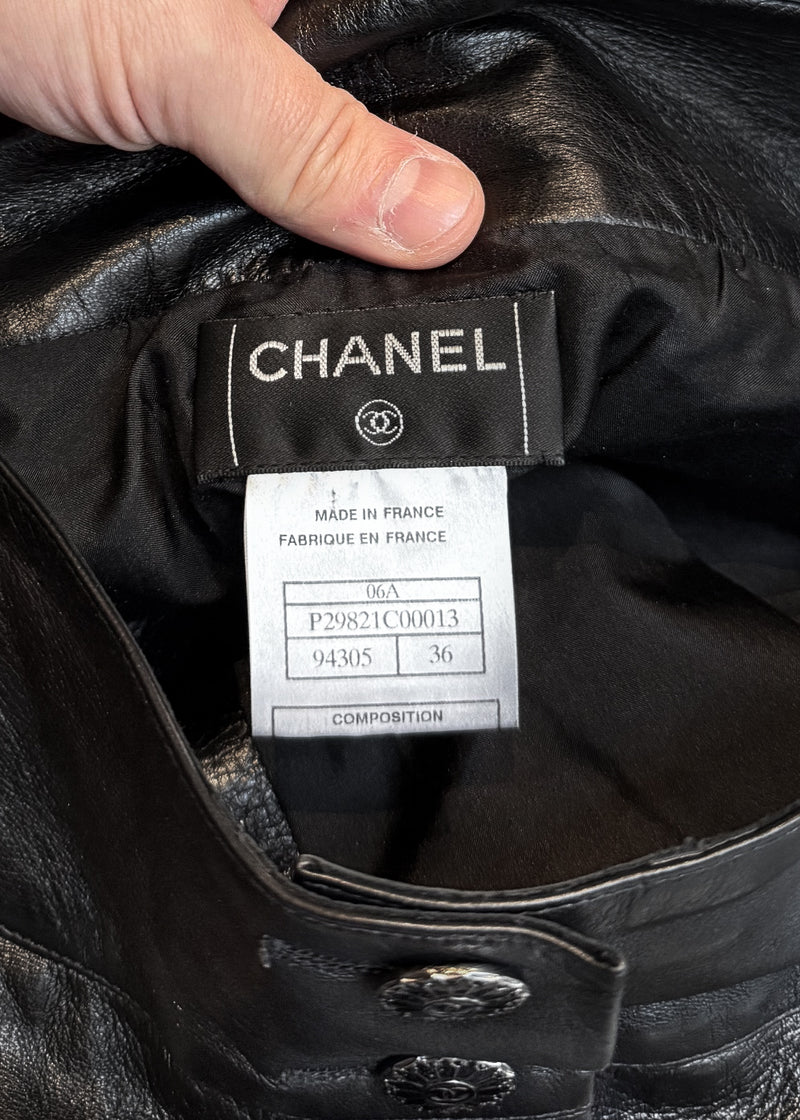 CHANEL
MADE IN FRANCE
FABRIQUE EN FRANCE
06A
P29821C00013
94305 36
COMPOSITION